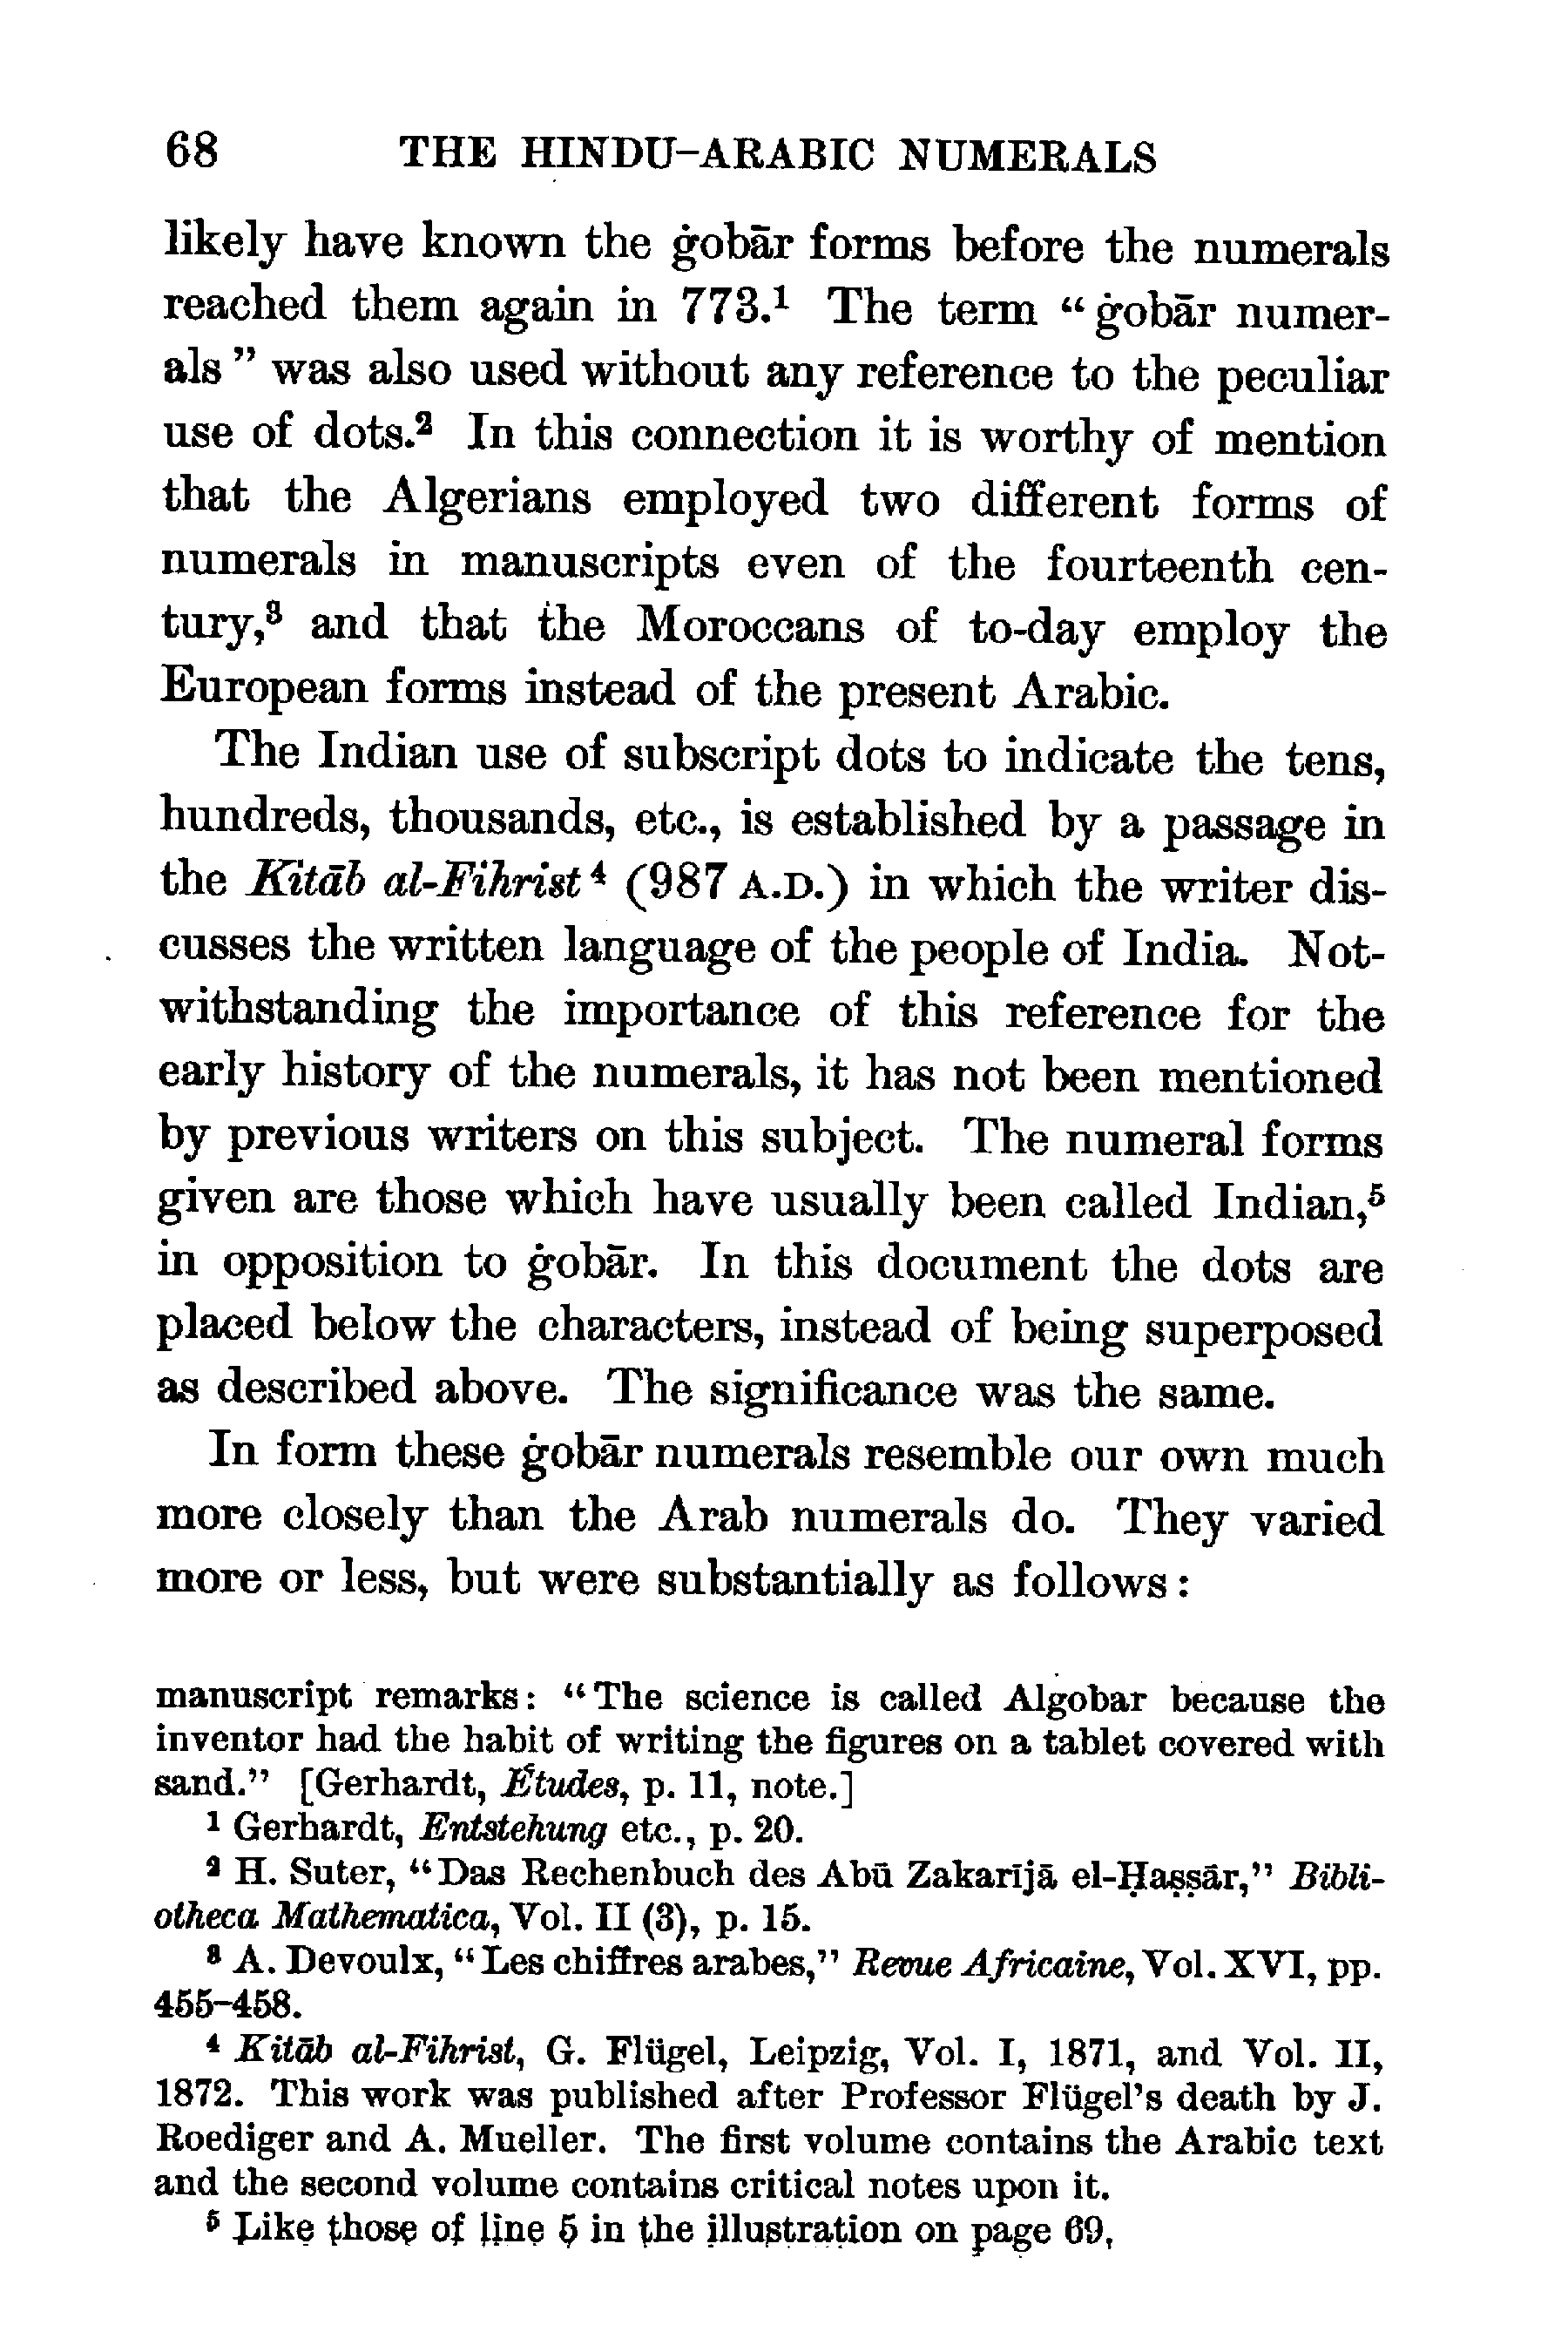 68 THE HINDU–ARABIC NUMERALS
likely have known the ġobār forms before the numerals
reached them again in 773.¹ The term “ġobār numer-
als” was also used without any reference to the peculiar
use of dots.² In this connection it is worthy of mention
that the Algerians employed two different forms of
numerals in manuscripts even of the fourteenth cen-
tury,³ and that the Moroccans of to-day employ the
European forms instead of the present Arabic.
The Indian use of subscript dots to indicate the tens,
hundreds, thousands, etc., is established by a passage in
the Kitāb al-Fihrist⁴ (987 A.D.) in which the writer dis-
cusses the written language of the people of India. Not-
withstanding the importance of this reference for the
early history of the numerals, it has not been mentioned
by previous writers on this subject. The numeral forms
given are those which have usually been called Indian,⁵
in opposition to ġobār. In this document the dots are
placed below the characters, instead of being superposed
as described above. The significance was the same.
In form these ġobār numerals resemble our own much
more closely than the Arab numerals do. They varied
more or less, but were substantially as follows:
manuscript remarks: “The science is called Algobar because the
inventor had the habit of writing the figures on a tablet covered with
sand.” [Gerhardt, Études, p. 11, note.]
¹ Gerhardt, Entstehung etc., p. 20.
² H. Suter, “Das Rechenbuch des Abū Zakarījā el-Ḥaṣṣār,” Bibli-
otheca Mathematica, Vol. II (3), p. 15.
³ A. Devoulx, “Les chiffres arabes,” Revue Africaine, Vol. XVI, pp.
455–458.
⁴ Kitāb al-Fihrist, G. Flügel, Leipzig, Vol. I, 1871, and Vol. II,
1872. This work was published after Professor Flügel’s death by J.
Roediger and A. Mueller. The first volume contains the Arabic text
and the second volume contains critical notes upon it.
⁵ Like those of line 5 in the illustration on page 69.